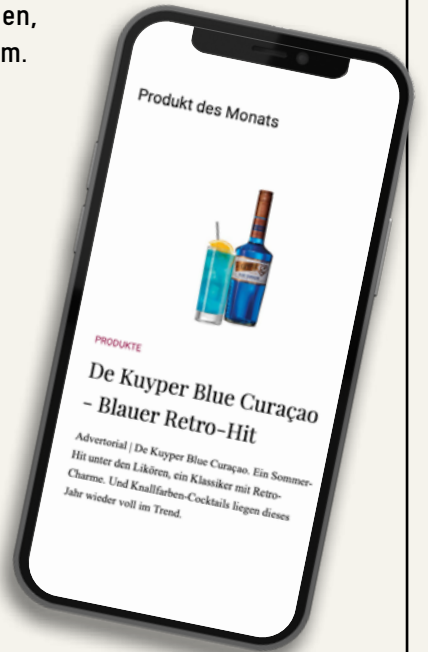 en,
m.
Produkt des Monats
PRODUKTE
De Kuyper Blue Curaçao
– Blauer Retro-Hit
Advertorial | De Kuyper Blue Curaçao. Ein Sommer-
Hit unter den Likören, ein Klassiker mit Retro-
Charme. Und Knallfarben-Cocktails liegen dieses
Jahr wieder voll im Trend.